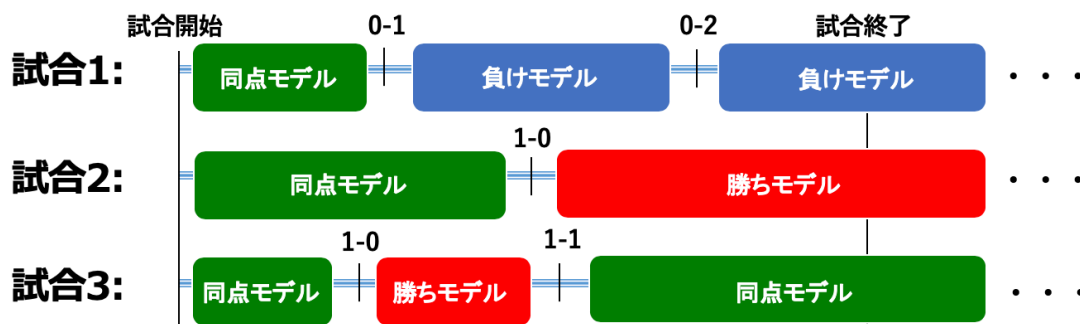 試合開始 0-1 0-2 試合終了
試合1: 同点モデル 負けモデル 負けモデル ・・・
1-0
試合2: 同点モデル 勝ちモデル ・・・
1-0 1-1
試合3: 同点モデル 勝ちモデル 同点モデル ・・・